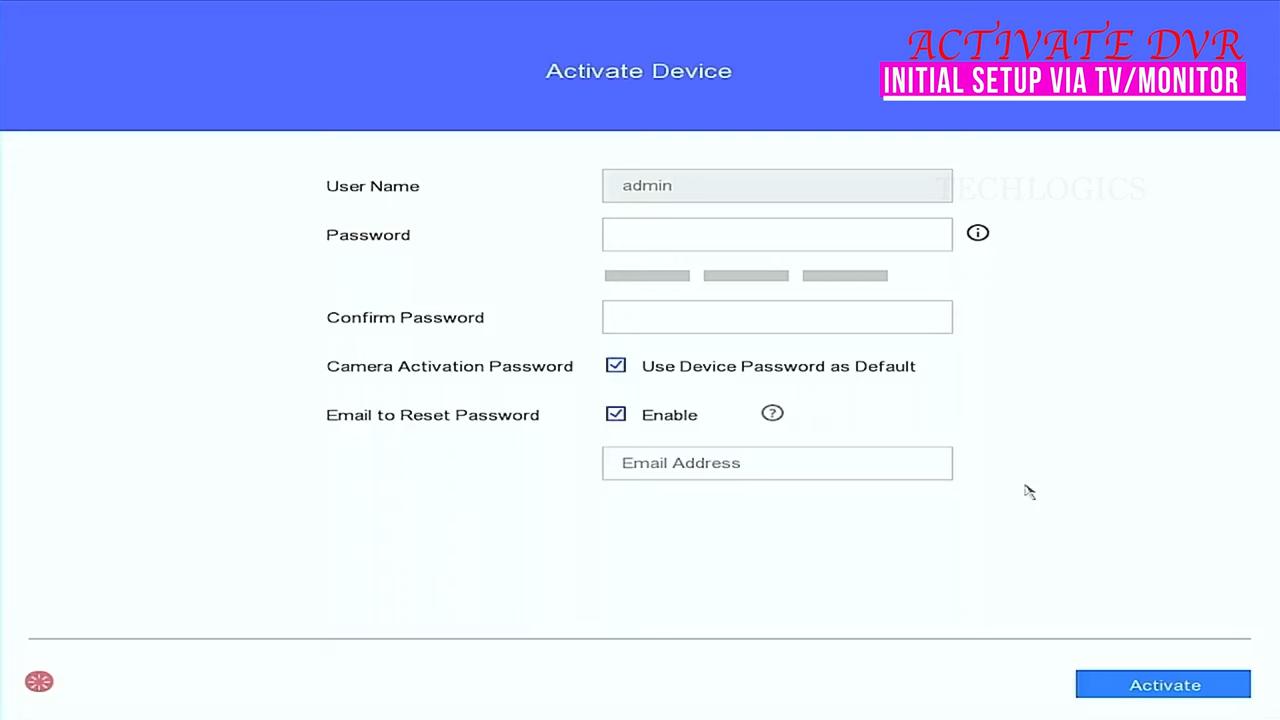 ACTIVATE DVR
INITIAL SETUP VIA TV/MONITOR
Activate Device
User Name
admin
TECHLOGICS
Password
Confirm Password
Camera Activation Password
Use Device Password as Default
Email to Reset Password
Enable
?
Email Address
Activate